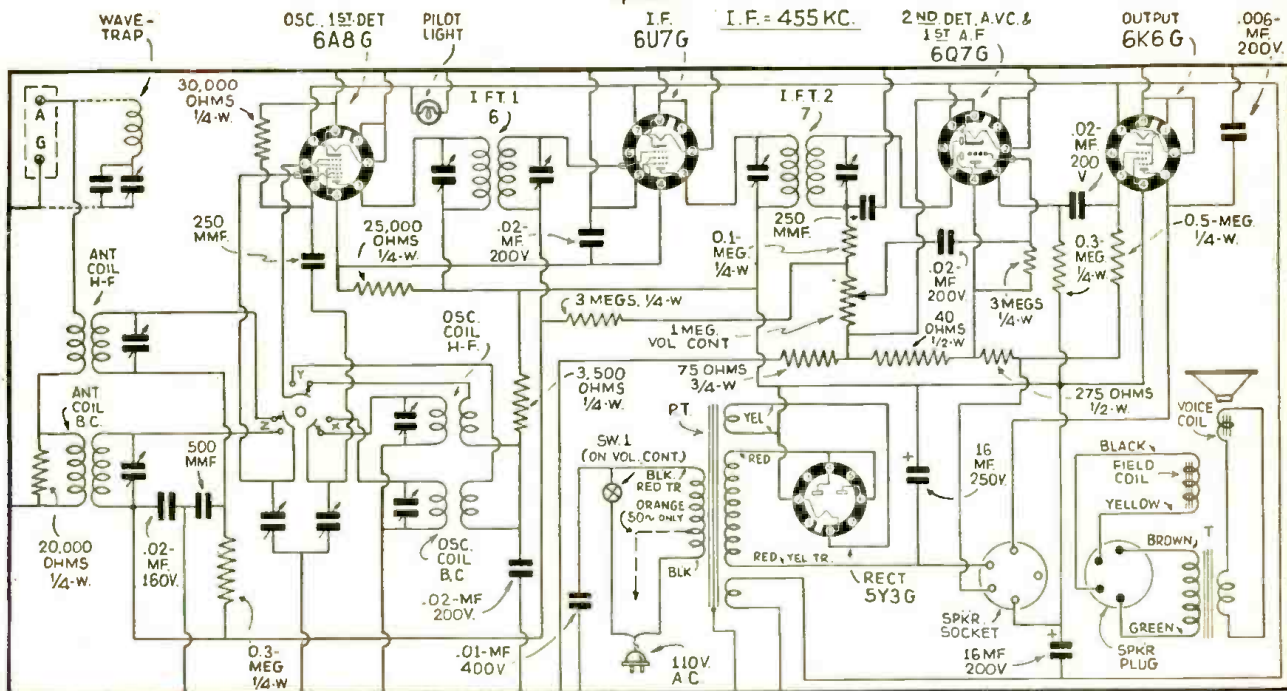 WAVE-
TRAP
OSC. 1ST DET
6A8G
PILOT
LIGHT
I.F.
6U7G
I.F. = 455 KC.
2ND DET, A.V.C. &
1ST A.F
6Q7G
OUTPUT
6K6G
.006-
MF.
200V.
A
G
30,000
OHMS
1/4-W.
I.F.T.1
6
I.F.T.2
7
.02-
MF
200
V
250
MMF.
25,000
OHMS
1/4-W
.02-
MF.
200V.
250
MMF.
0.1-
MEG.
1/4-W
.02-
MF
200V.
0.3-
MEG
1/4-W
0.5-MEG.
1/4-W.
ANT
COIL
H-F
OSC.
COIL
H-F.
3 MEGS, 1/4-W
1 MEG.
VOL CONT
3 MEGS
1/4-W
40
OHMS
1/2-W
ANT
COIL
B.C.
500
MMF
Y
Z
X
3,500
OHMS
1/4-W.
75 OHMS
3/4-W
275 OHMS
1/2-W.
P.T.
YEL
RED
SW.1
(ON VOL. CONT.)
BLK.
RED TR
ORANGE
50~ ONLY
BLK
RED, YEL TR.
16
MF.
250V.
BLACK
FIELD
COIL
YELLOW
VOICE
COIL
BROWN
T
GREEN
20,000
OHMS
1/4-W.
.02-
MF.
160V.
OSC.
COIL
B.C
.02-MF
200V.
RECT
5Y3G
SPKR.
SOCKET
SPKR
PLUG
0.3-
MEG
1/4-W
.01-MF
400V
110V.
A.C.
16 MF
200V